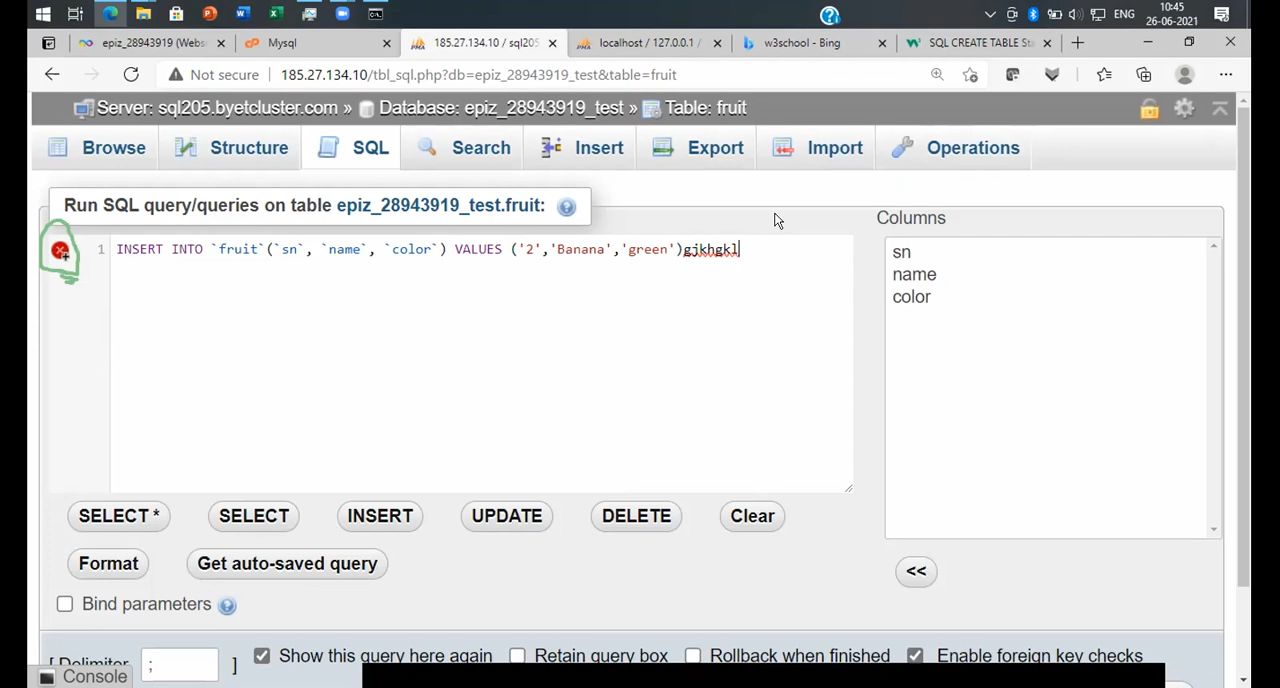 10:45
ENG
26-06-2021
epiz_28943919 (Webs
Mysql
185.27.134.10 / sql205
localhost / 127.0.0.1 /
w3school - Bing
SQL CREATE TABLE Sta
Not secure
185.27.134.10/tbl_sql.php?db=epiz_28943919_test&table=fruit
Server: sql205.byetcluster.com » Database: epiz_28943919_test » Table: fruit
Browse Structure SQL Search Insert Export Import Operations
Run SQL query/queries on table epiz_28943919_test.fruit:
Columns
1 INSERT INTO `fruit`(`sn`, `name`, `color`) VALUES ('2','Banana','green')gjkhgkl
sn
name
color
SELECT * SELECT INSERT UPDATE DELETE Clear
Format Get auto-saved query
<<
Bind parameters
[ Delimiter ; ] Show this query here again Retain query box Rollback when finished Enable foreign key checks
Console